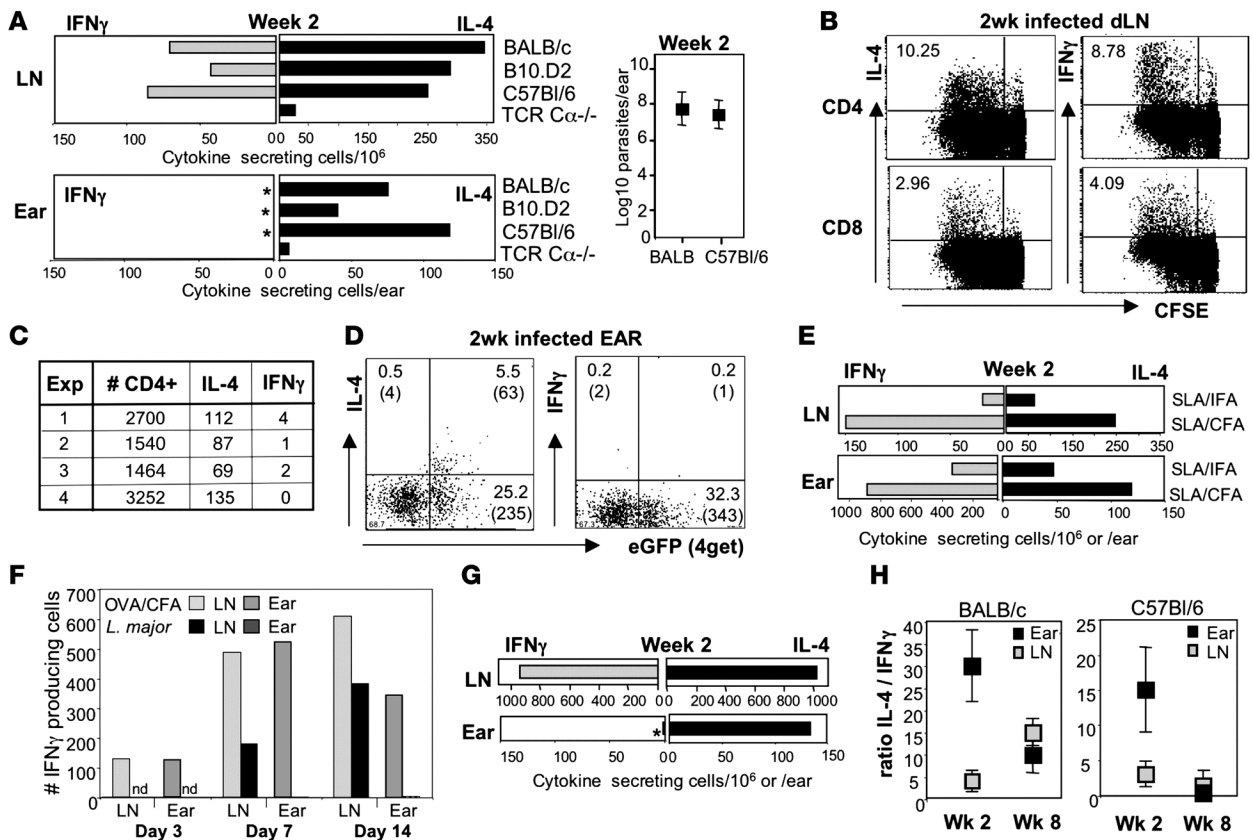 A
IFNγ Week 2 IL-4
LN
BALB/c
B10.D2
C57Bl/6
TCR Cα-/-
150 100 50 0 0 50 150 250 350
Cytokine secreting cells/10⁶
Ear
IFNγ IL-4
*
*
*
BALB/c
B10.D2
C57Bl/6
TCR Cα-/-
150 100 50 0 0 50 100 150
Cytokine secreting cells/ear
Week 2
Log10 parasites/ear
10
8
6
4
2
0
BALB C57Bl/6
B
2wk infected dLN
IL-4
IFNγ
CD4
10.25 8.78
CD8
2.96 4.09
CFSE
C
Exp # CD4+ IL-4 IFNγ
1 2700 112 4
2 1540 87 1
3 1464 69 2
4 3252 135 0
D
2wk infected EAR
IL-4
0.5 5.5
(4) (63)
25.2
(235)
68.7
IFNγ
0.2 0.2
(2) (1)
32.3
(343)
67.3
eGFP (4get)
E
IFNγ Week 2 IL-4
LN
SLA/IFA
SLA/CFA
150 100 50 0 50 150 250 350
Ear
SLA/IFA
SLA/CFA
1000 800 600 400 200 0 50 100 150
Cytokine secreting cells/10⁶ or /ear
F
# IFNγ producing cells
700
600
500
400
300
200
100
0
OVA/CFA LN Ear
L. major LN Ear
nd nd
LN Ear LN Ear LN Ear
Day 3 Day 7 Day 14
G
IFNγ Week 2 IL-4
LN
1000 800 600 400 200 0 0 200 400 600 800 1000
Ear
*
150 100 50 0 0 50 100 150
Cytokine secreting cells/10⁶ or /ear
H
ratio IL-4 / IFNγ
BALB/c
40
35
30
25
20
15
10
5
0
Ear
LN
Wk 2 Wk 8
C57Bl/6
25
20
15
10
5
0
Ear
LN
Wk 2 Wk 8